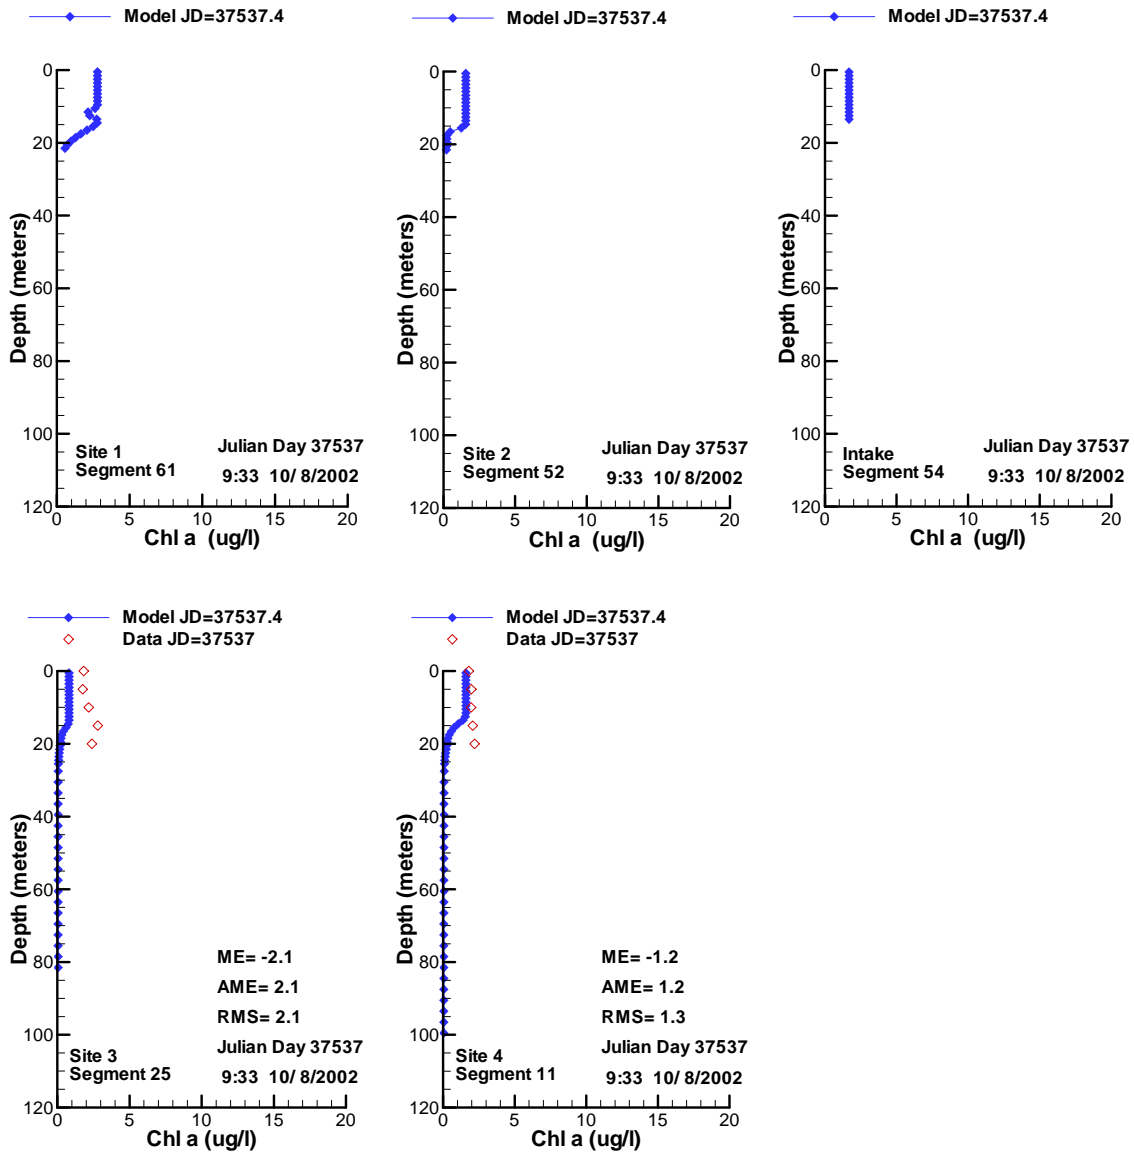 Model JD=37537.4
0
20
40
60
80
100
120
Depth (meters)
Site 1
Segment 61
Julian Day 37537
9:33 10/ 8/2002
0 5 10 15 20
Chl a (ug/l)
Model JD=37537.4
0
20
40
60
80
100
120
Depth (meters)
Site 2
Segment 52
Julian Day 37537
9:33 10/ 8/2002
0 5 10 15 20
Chl a (ug/l)
Model JD=37537.4
0
20
40
60
80
100
120
Depth (meters)
Intake
Segment 54
Julian Day 37537
9:33 10/ 8/2002
0 5 10 15 20
Chl a (ug/l)
Model JD=37537.4
Data JD=37537
0
20
40
60
80
100
120
Depth (meters)
ME= -2.1
AME= 2.1
RMS= 2.1
Site 3
Segment 25
Julian Day 37537
9:33 10/ 8/2002
0 5 10 15 20
Chl a (ug/l)
Model JD=37537.4
Data JD=37537
0
20
40
60
80
100
120
Depth (meters)
ME= -1.2
AME= 1.2
RMS= 1.3
Site 4
Segment 11
Julian Day 37537
9:33 10/ 8/2002
0 5 10 15 20
Chl a (ug/l)